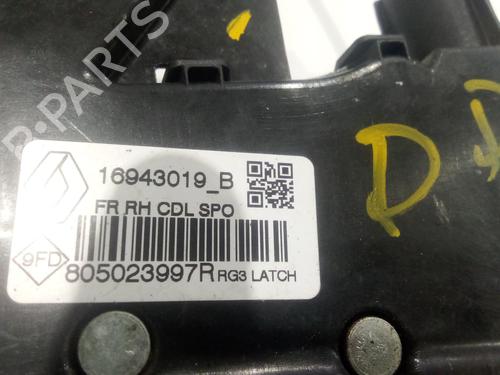 B-PARTS
16943019_B
FR RH CDL SPO
9FD
805023997R RG3 LATCH
D